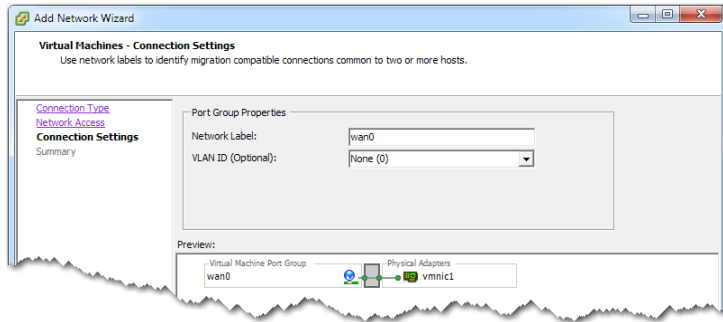 Add Network Wizard
Virtual Machines - Connection Settings
Use network labels to identify migration compatible connections common to two or more hosts.
Connection Type
Network Access
Connection Settings
Summary
Port Group Properties
Network Label:
wan0
VLAN ID (Optional):
None (0)
Preview:
Virtual Machine Port Group
wan0
Physical Adapters
vmnic1